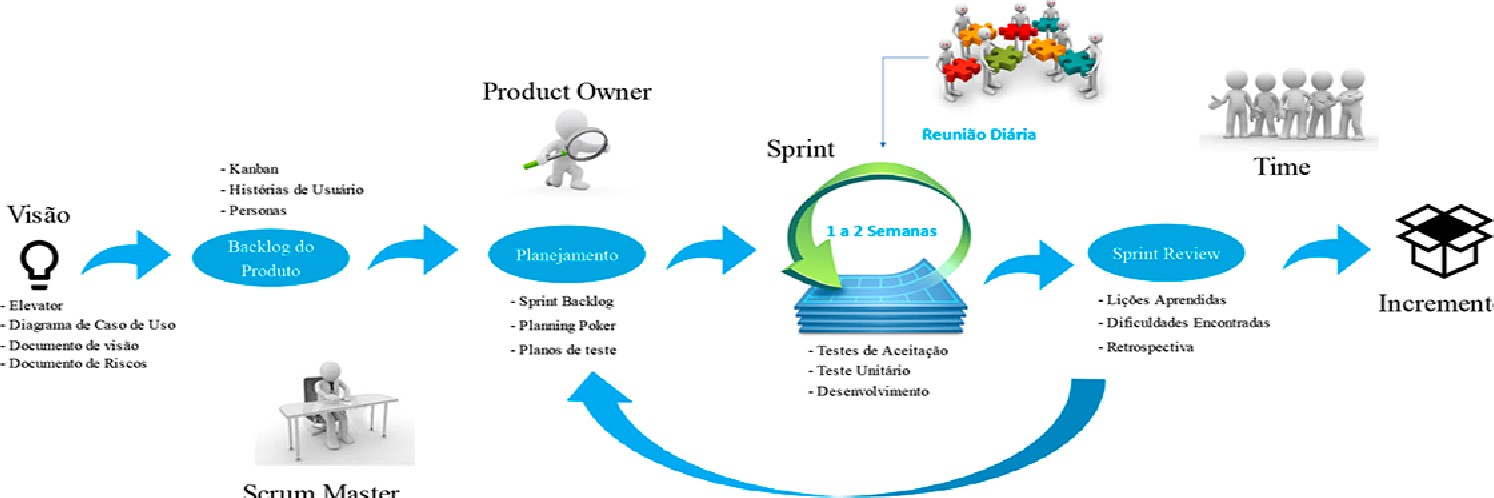 Visão
- Elevator
- Diagrama de Caso de Uso
- Documento de visão
- Documento de Riscos
- Kanban
- Histórias de Usuário
- Personas
Backlog do
Produto
Scrum Master
Product Owner
Planejamento
- Sprint Backlog
- Planning Poker
- Planos de teste
Sprint
Reunião Diária
1 a 2 Semanas
- Testes de Aceitação
- Teste Unitário
- Desenvolvimento
Time
Sprint Review
- Lições Aprendidas
- Dificuldades Encontradas
- Retrospectiva
Increment